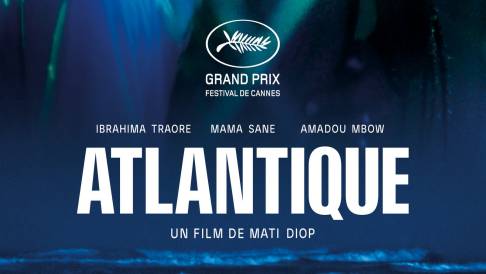 GRAND PRIX
FESTIVAL DE CANNES
IBRAHIMA TRAORE MAMA SANE AMADOU MBOW
ATLANTIQUE
UN FILM DE MATI DIOP